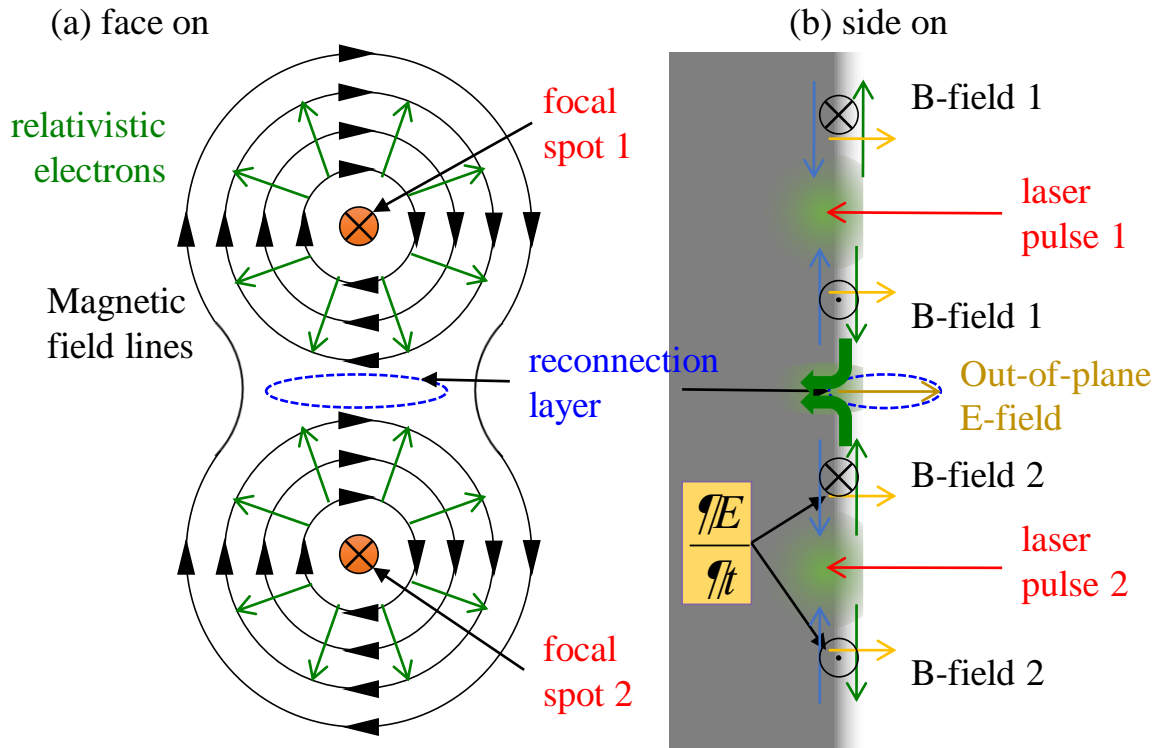 (a) face on
relativistic
electrons
focal
spot 1
Magnetic
field lines
reconnection
layer
focal
spot 2
(b) side on
B-field 1
laser
pulse 1
B-field 1
Out-of-plane
E-field
B-field 2
¶E
¶t
laser
pulse 2
B-field 2